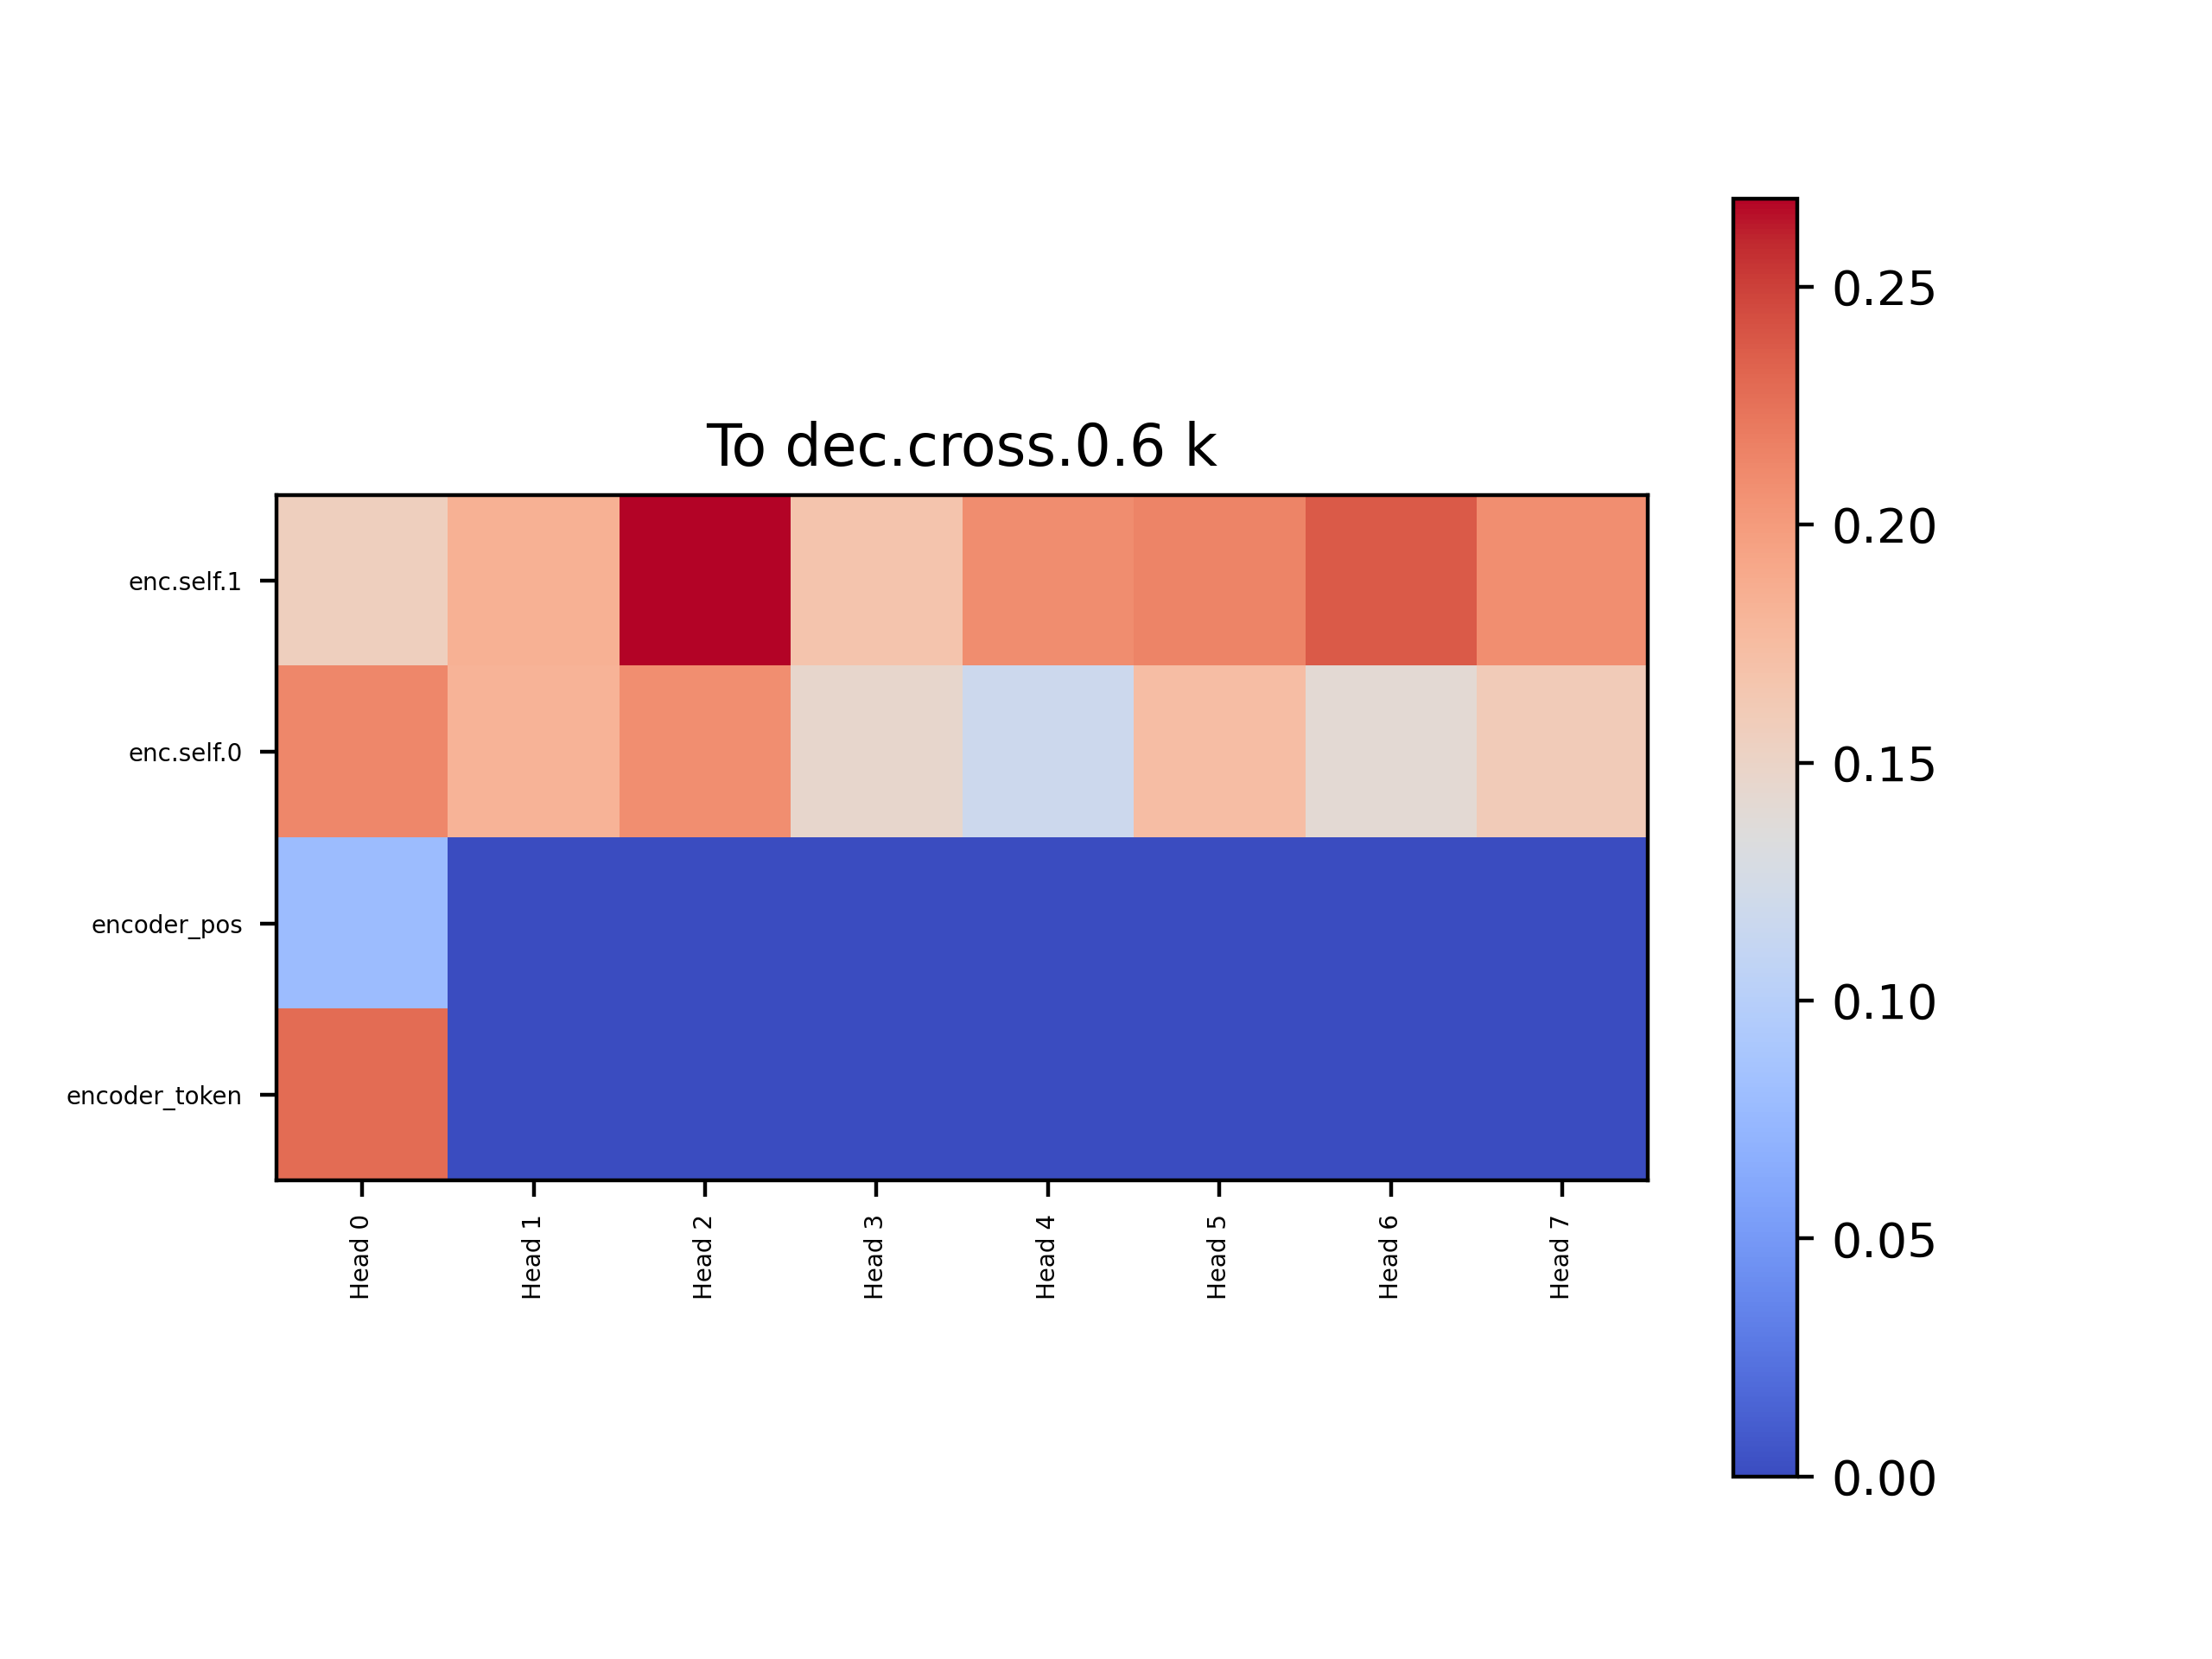 To dec.cross.0.6 k
enc.self.1
enc.self.0
encoder_pos
encoder_token
Head 0
Head 1
Head 2
Head 3
Head 4
Head 5
Head 6
Head 7
0.25
0.20
0.15
0.10
0.05
0.00